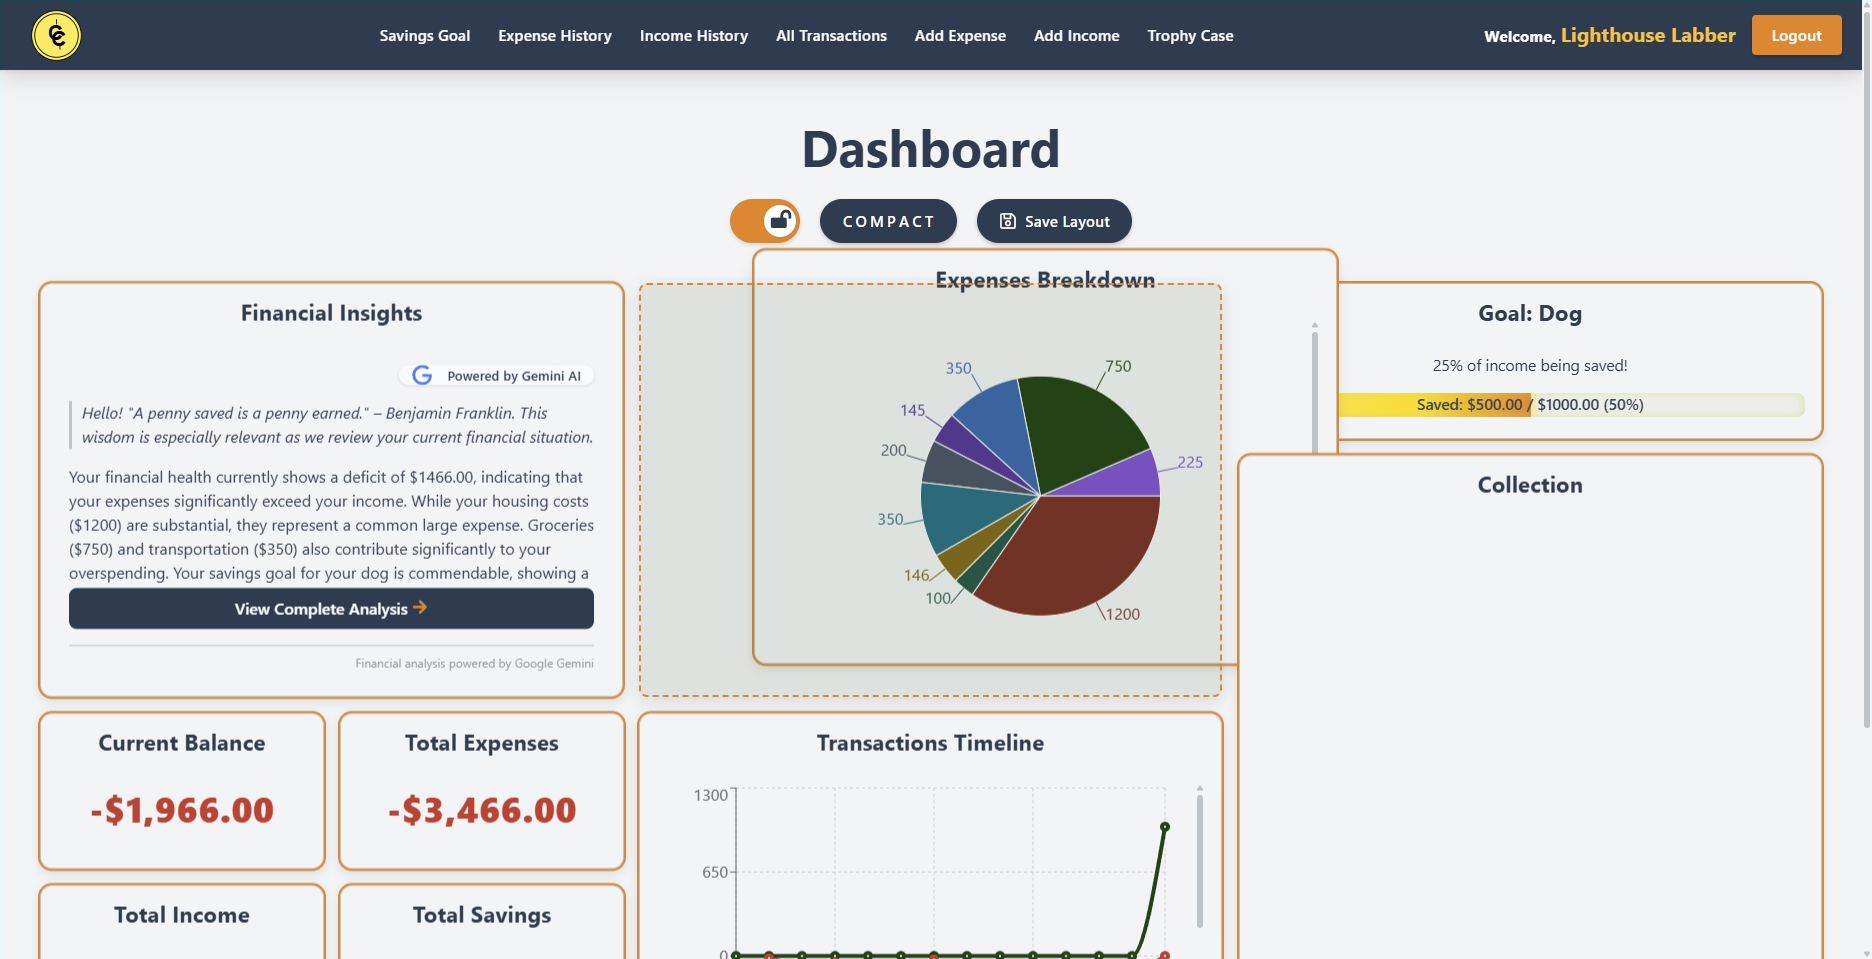 Savings Goal
Expense History
Income History
All Transactions
Add Expense
Add Income
Trophy Case
Welcome, Lighthouse Labber
Logout
Dashboard
COMPACT
Save Layout
Financial Insights
Powered by Gemini AI
Hello! "A penny saved is a penny earned." – Benjamin Franklin. This
wisdom is especially relevant as we review your current financial situation.
Your financial health currently shows a deficit of $1466.00, indicating that
your expenses significantly exceed your income. While your housing costs
($1200) are substantial, they represent a common large expense. Groceries
($750) and transportation ($350) also contribute significantly to your
overspending. Your savings goal for your dog is commendable, showing a
View Complete Analysis
Financial analysis powered by Google Gemini
Expenses Breakdown
350
750
145
225
200
350
146
100
1200
Goal: Dog
25% of income being saved!
Saved: $500.00 / $1000.00 (50%)
Collection
Current Balance
-$1,966.00
Total Expenses
-$3,466.00
Transactions Timeline
1300
650
0
Total Income
Total Savings